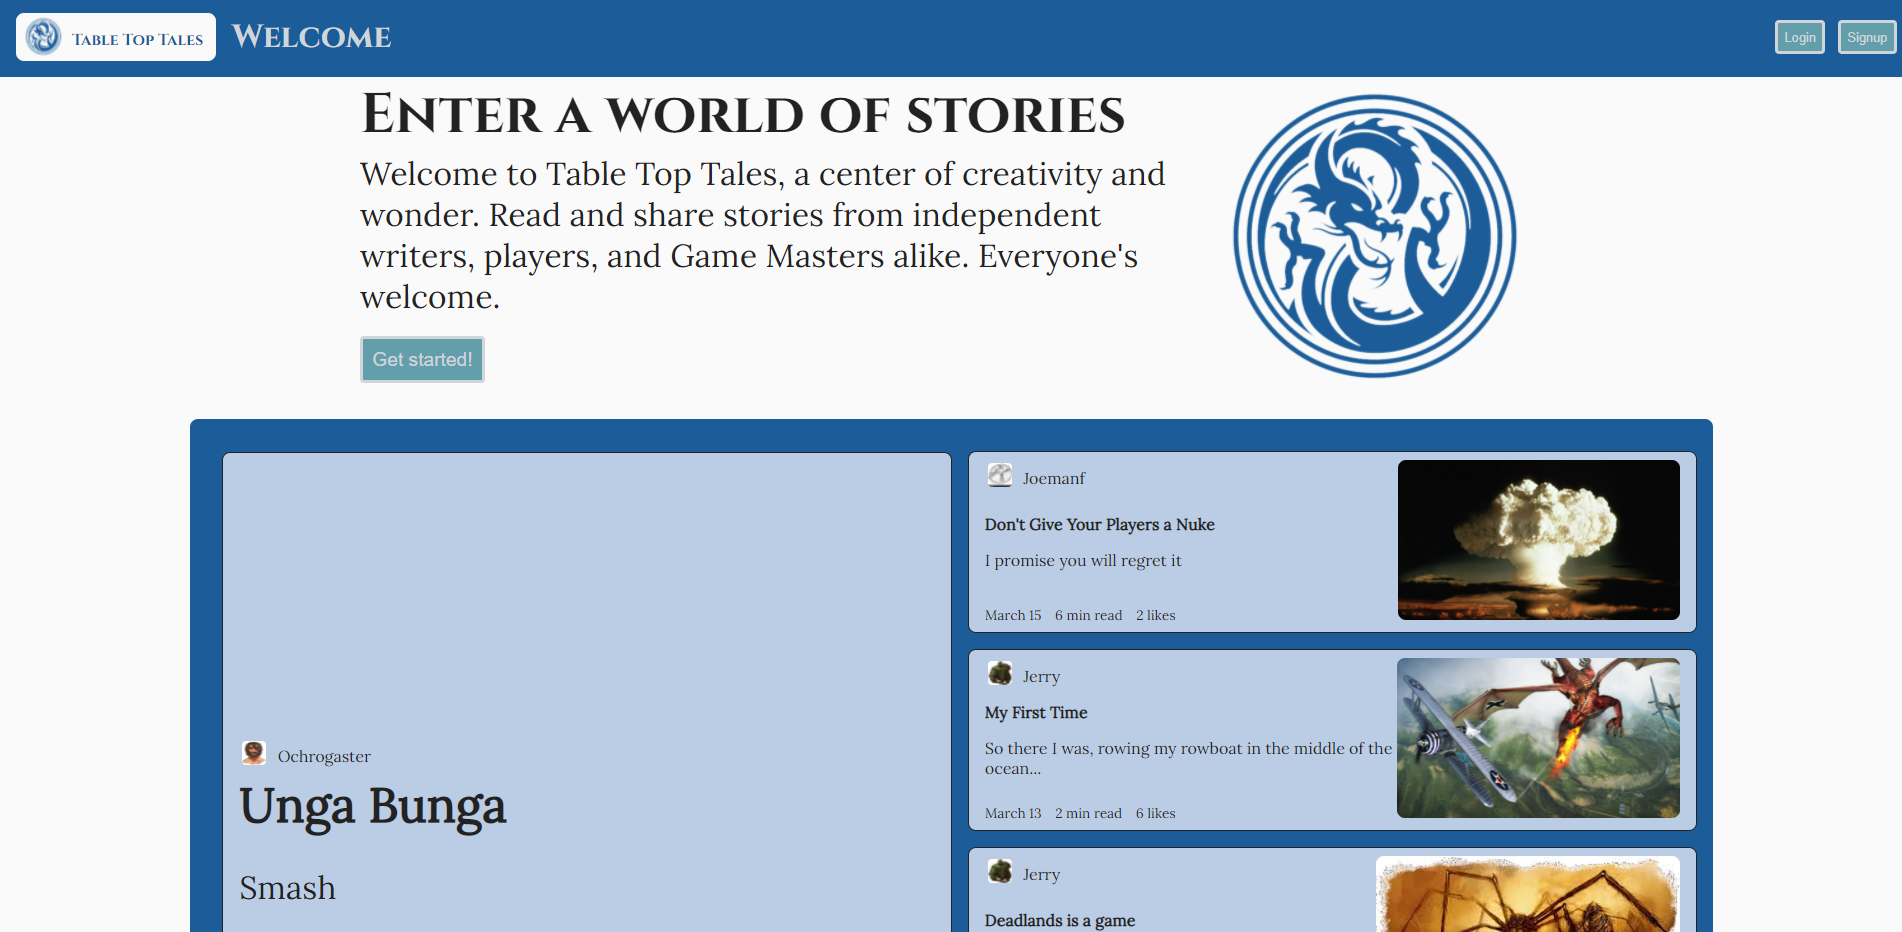 Table Top Tales
Welcome
Login
Signup
Enter a world of stories
Welcome to Table Top Tales, a center of creativity and
wonder. Read and share stories from independent
writers, players, and Game Masters alike. Everyone's
welcome.
Get started!
Ochrogaster
Unga Bunga
Smash
Joemanf
Don't Give Your Players a Nuke
I promise you will regret it
March 15 6 min read 2 likes
Jerry
My First Time
So there I was, rowing my rowboat in the middle of the
ocean...
March 13 2 min read 6 likes
Jerry
Deadlands is a game